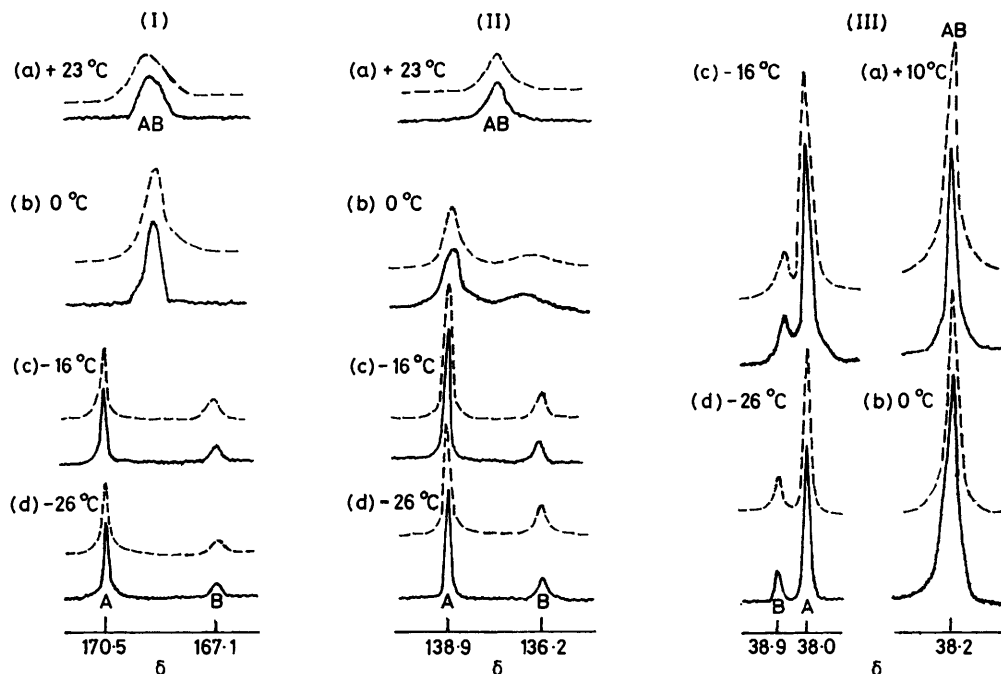 (I)
(a) + 23 °C
AB
(b) 0 °C
(c) - 16 °C
(d) - 26 °C
A B
170·5 167·1
δ
(II)
(a) + 23 °C
AB
(b) 0 °C
(c) - 16 °C
(d) - 26 °C
A B
138·9 136·2
δ
(III)
AB
(c) - 16 °C (a) + 10°C
(d) - 26 °C (b) 0 °C
B A
38·9 38·0 38·2
δ δ